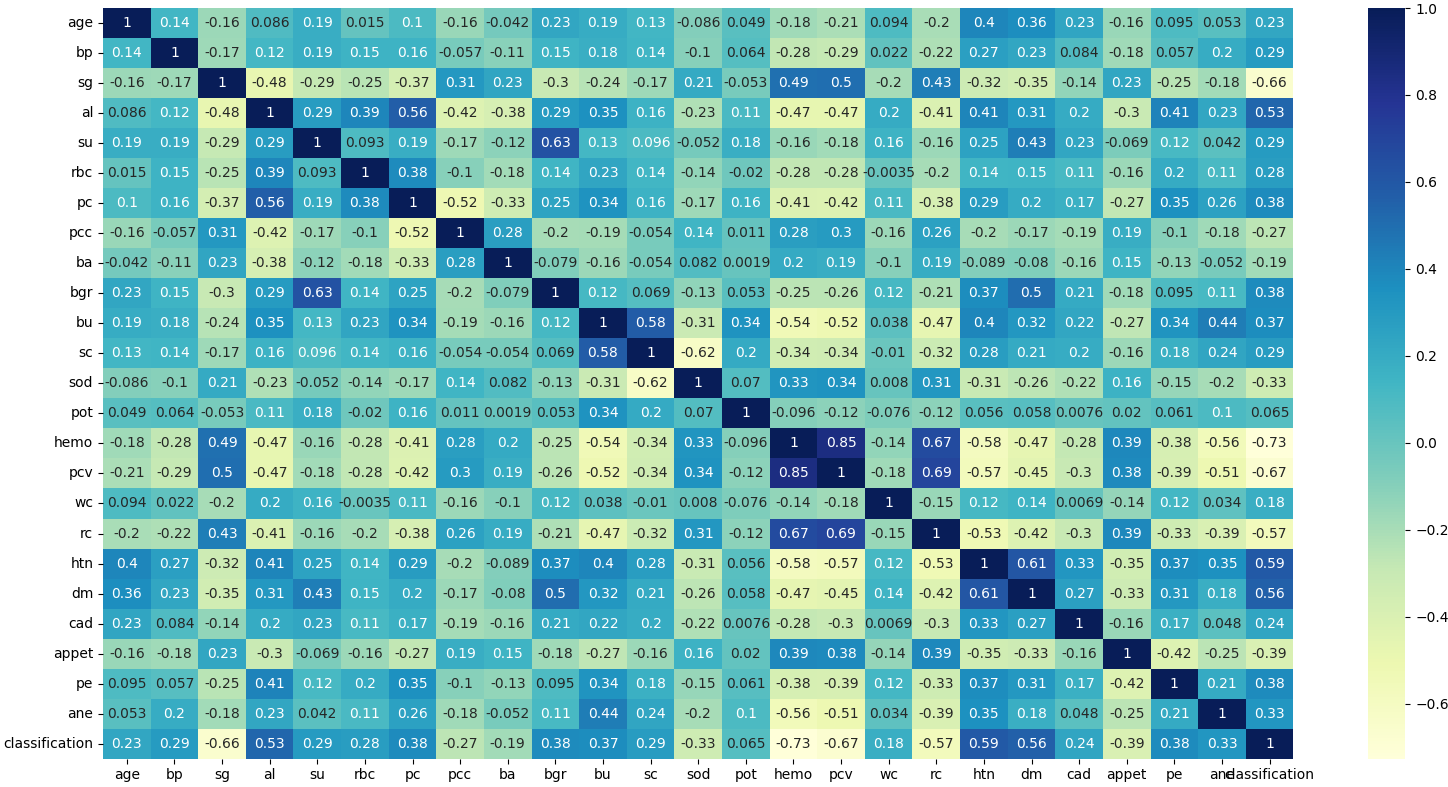 age 1 0.14 -0.16 0.086 0.19 0.015 0.1 -0.16 -0.042 0.23 0.19 0.13 -0.086 0.049 -0.18 -0.21 0.094 -0.2 0.4 0.36 0.23 -0.16 0.095 0.053 0.23 1.0
bp 0.14 1 -0.17 0.12 0.19 0.15 0.16 -0.057 -0.11 0.15 0.18 0.14 -0.1 0.064 -0.28 -0.29 0.022 -0.22 0.27 0.23 0.084 -0.18 0.057 0.2 0.29
sg -0.16 -0.17 1 -0.48 -0.29 -0.25 -0.37 0.31 0.23 -0.3 -0.24 -0.17 0.21 -0.053 0.49 0.5 -0.2 0.43 -0.32 -0.35 -0.14 0.23 -0.25 -0.18 -0.66 0.8
al 0.086 0.12 -0.48 1 0.29 0.39 0.56 -0.42 -0.38 0.29 0.35 0.16 -0.23 0.11 -0.47 -0.47 0.2 -0.41 0.41 0.31 0.2 -0.3 0.41 0.23 0.53
su 0.19 0.19 -0.29 0.29 1 0.093 0.19 -0.17 -0.12 0.63 0.13 0.096 -0.052 0.18 -0.16 -0.18 0.16 -0.16 0.25 0.43 0.23 -0.069 0.12 0.042 0.29
rbc 0.015 0.15 -0.25 0.39 0.093 1 0.38 -0.1 -0.18 0.14 0.23 0.14 -0.14 -0.02 -0.28 -0.28 -0.0035 -0.2 0.14 0.15 0.11 -0.16 0.2 0.11 0.28 0.6
pc 0.1 0.16 -0.37 0.56 0.19 0.38 1 -0.52 -0.33 0.25 0.34 0.16 -0.17 0.16 -0.41 -0.42 0.11 -0.38 0.29 0.2 0.17 -0.27 0.35 0.26 0.38
pcc -0.16 -0.057 0.31 -0.42 -0.17 -0.1 -0.52 1 0.28 -0.2 -0.19 -0.054 0.14 0.011 0.28 0.3 -0.16 0.26 -0.2 -0.17 -0.19 0.19 -0.1 -0.18 -0.27
ba -0.042 -0.11 0.23 -0.38 -0.12 -0.18 -0.33 0.28 1 -0.079 -0.16 -0.054 0.082 0.0019 0.2 0.19 -0.1 0.19 -0.089 -0.08 -0.16 0.15 -0.13 -0.052 -0.19 0.4
bgr 0.23 0.15 -0.3 0.29 0.63 0.14 0.25 -0.2 -0.079 1 0.12 0.069 -0.13 0.053 -0.25 -0.26 0.12 -0.21 0.37 0.5 0.21 -0.18 0.095 0.11 0.38
bu 0.19 0.18 -0.24 0.35 0.13 0.23 0.34 -0.19 -0.16 0.12 1 0.58 -0.31 0.34 -0.54 -0.52 0.038 -0.47 0.4 0.32 0.22 -0.27 0.34 0.44 0.37
sc 0.13 0.14 -0.17 0.16 0.096 0.14 0.16 -0.054 -0.054 0.069 0.58 1 -0.62 0.2 -0.34 -0.34 -0.01 -0.32 0.28 0.21 0.2 -0.16 0.18 0.24 0.29 0.2
sod -0.086 -0.1 0.21 -0.23 -0.052 -0.14 -0.17 0.14 0.082 -0.13 -0.31 -0.62 1 0.07 0.33 0.34 0.008 0.31 -0.31 -0.26 -0.22 0.16 -0.15 -0.2 -0.33
pot 0.049 0.064 -0.053 0.11 0.18 -0.02 0.16 0.011 0.0019 0.053 0.34 0.2 0.07 1 -0.096 -0.12 -0.076 -0.12 0.056 0.058 0.0076 0.02 0.061 0.1 0.065
hemo -0.18 -0.28 0.49 -0.47 -0.16 -0.28 -0.41 0.28 0.2 -0.25 -0.54 -0.34 0.33 -0.096 1 0.85 -0.14 0.67 -0.58 -0.47 -0.28 0.39 -0.38 -0.56 -0.73 0.0
pcv -0.21 -0.29 0.5 -0.47 -0.18 -0.28 -0.42 0.3 0.19 -0.26 -0.52 -0.34 0.34 -0.12 0.85 1 -0.18 0.69 -0.57 -0.45 -0.3 0.38 -0.39 -0.51 -0.67
wc 0.094 0.022 -0.2 0.2 0.16 -0.0035 0.11 -0.16 -0.1 0.12 0.038 -0.01 0.008 -0.076 -0.14 -0.18 1 -0.15 0.12 0.14 0.0069 -0.14 0.12 0.034 0.18
rc -0.2 -0.22 0.43 -0.41 -0.16 -0.2 -0.38 0.26 0.19 -0.21 -0.47 -0.32 0.31 -0.12 0.67 0.69 -0.15 1 -0.53 -0.42 -0.3 0.39 -0.33 -0.39 -0.57 −0.2
htn 0.4 0.27 -0.32 0.41 0.25 0.14 0.29 -0.2 -0.089 0.37 0.4 0.28 -0.31 0.056 -0.58 -0.57 0.12 -0.53 1 0.61 0.33 -0.35 0.37 0.35 0.59
dm 0.36 0.23 -0.35 0.31 0.43 0.15 0.2 -0.17 -0.08 0.5 0.32 0.21 -0.26 0.058 -0.47 -0.45 0.14 -0.42 0.61 1 0.27 -0.33 0.31 0.18 0.56
cad 0.23 0.084 -0.14 0.2 0.23 0.11 0.17 -0.19 -0.16 0.21 0.22 0.2 -0.22 0.0076 -0.28 -0.3 0.0069 -0.3 0.33 0.27 1 -0.16 0.17 0.048 0.24 −0.4
appet -0.16 -0.18 0.23 -0.3 -0.069 -0.16 -0.27 0.19 0.15 -0.18 -0.27 -0.16 0.16 0.02 0.39 0.38 -0.14 0.39 -0.35 -0.33 -0.16 1 -0.42 -0.25 -0.39
pe 0.095 0.057 -0.25 0.41 0.12 0.2 0.35 -0.1 -0.13 0.095 0.34 0.18 -0.15 0.061 -0.38 -0.39 0.12 -0.33 0.37 0.31 0.17 -0.42 1 0.21 0.38
ane 0.053 0.2 -0.18 0.23 0.042 0.11 0.26 -0.18 -0.052 0.11 0.44 0.24 -0.2 0.1 -0.56 -0.51 0.034 -0.39 0.35 0.18 0.048 -0.25 0.21 1 0.33 −0.6
classification 0.23 0.29 -0.66 0.53 0.29 0.28 0.38 -0.27 -0.19 0.38 0.37 0.29 -0.33 0.065 -0.73 -0.67 0.18 -0.57 0.59 0.56 0.24 -0.39 0.38 0.33 1
age bp sg al su rbc pc pcc ba bgr bu sc sod pot hemo pcv wc rc htn dm cad appet pe ane classification